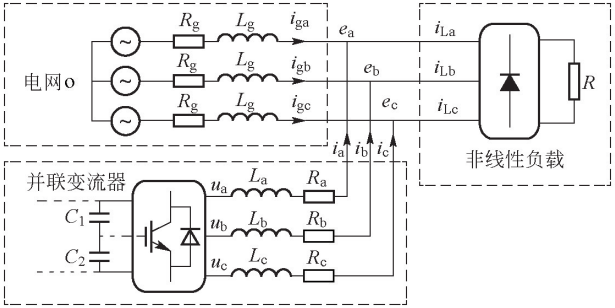 R_g L_g i_ga e_a i_La
R_g L_g i_gb e_b i_Lb
电网o
R
R_g L_g i_gc e_c i_Lc
i_a i_b i_c
非线性负载
并联变流器
u_a L_a R_a
C_1
u_b L_b R_b
C_2
u_c L_c R_c